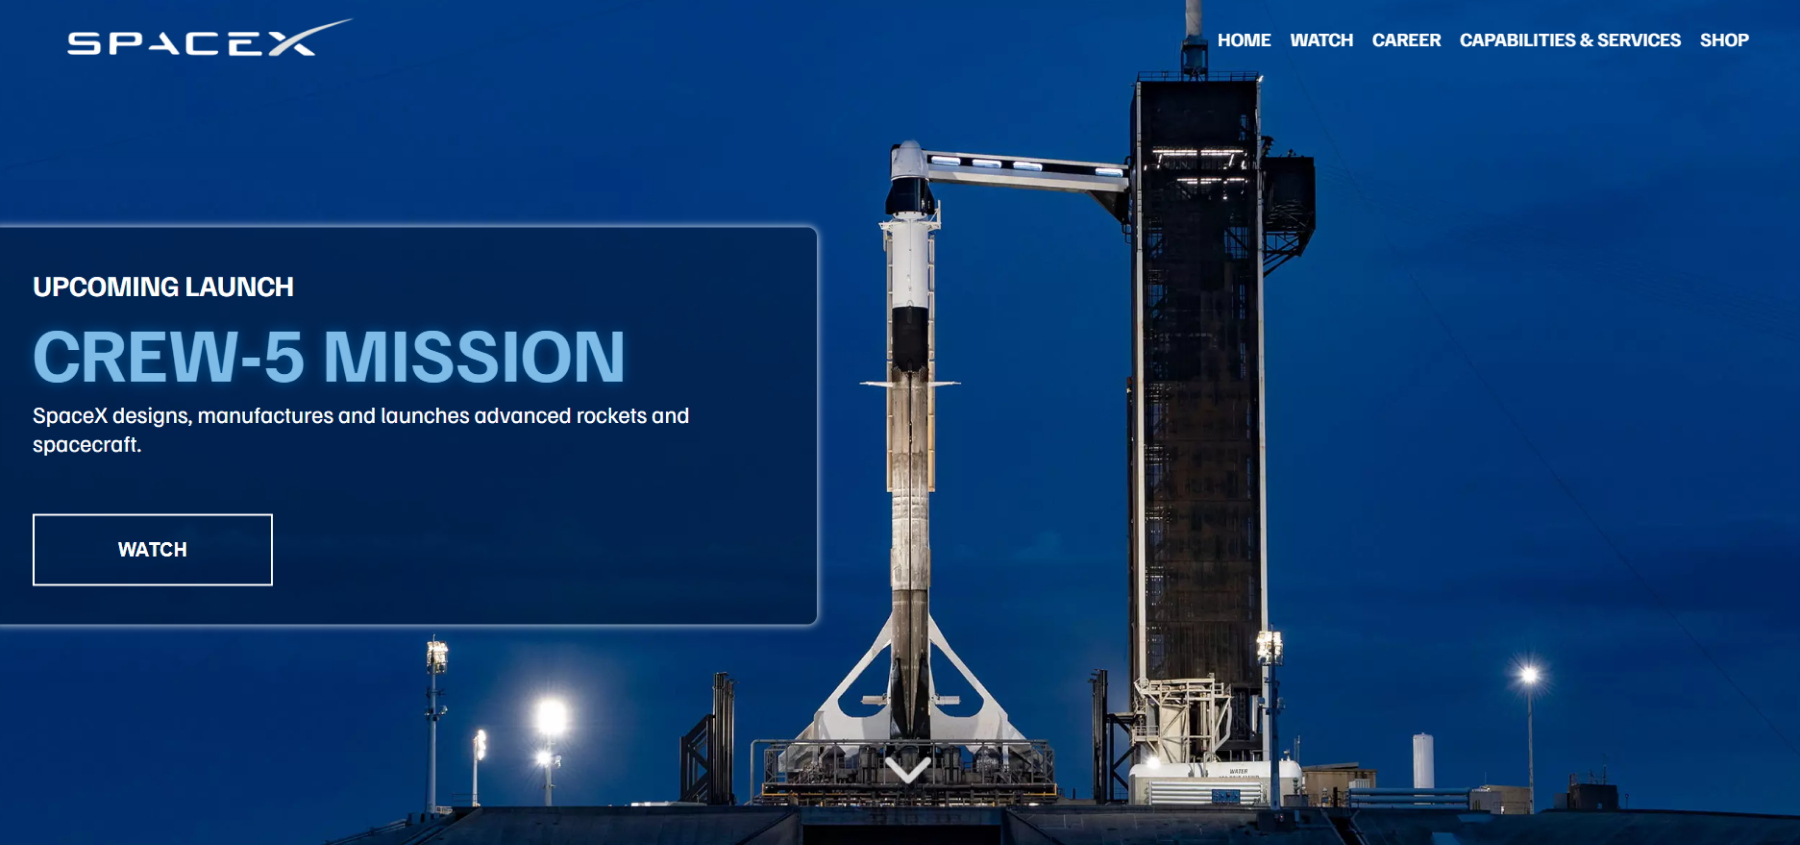 SPACEX
HOME WATCH CAREER CAPABILITIES & SERVICES SHOP
UPCOMING LAUNCH
CREW-5 MISSION
SpaceX designs, manufactures and launches advanced rockets and
spacecraft.
WATCH
WATER